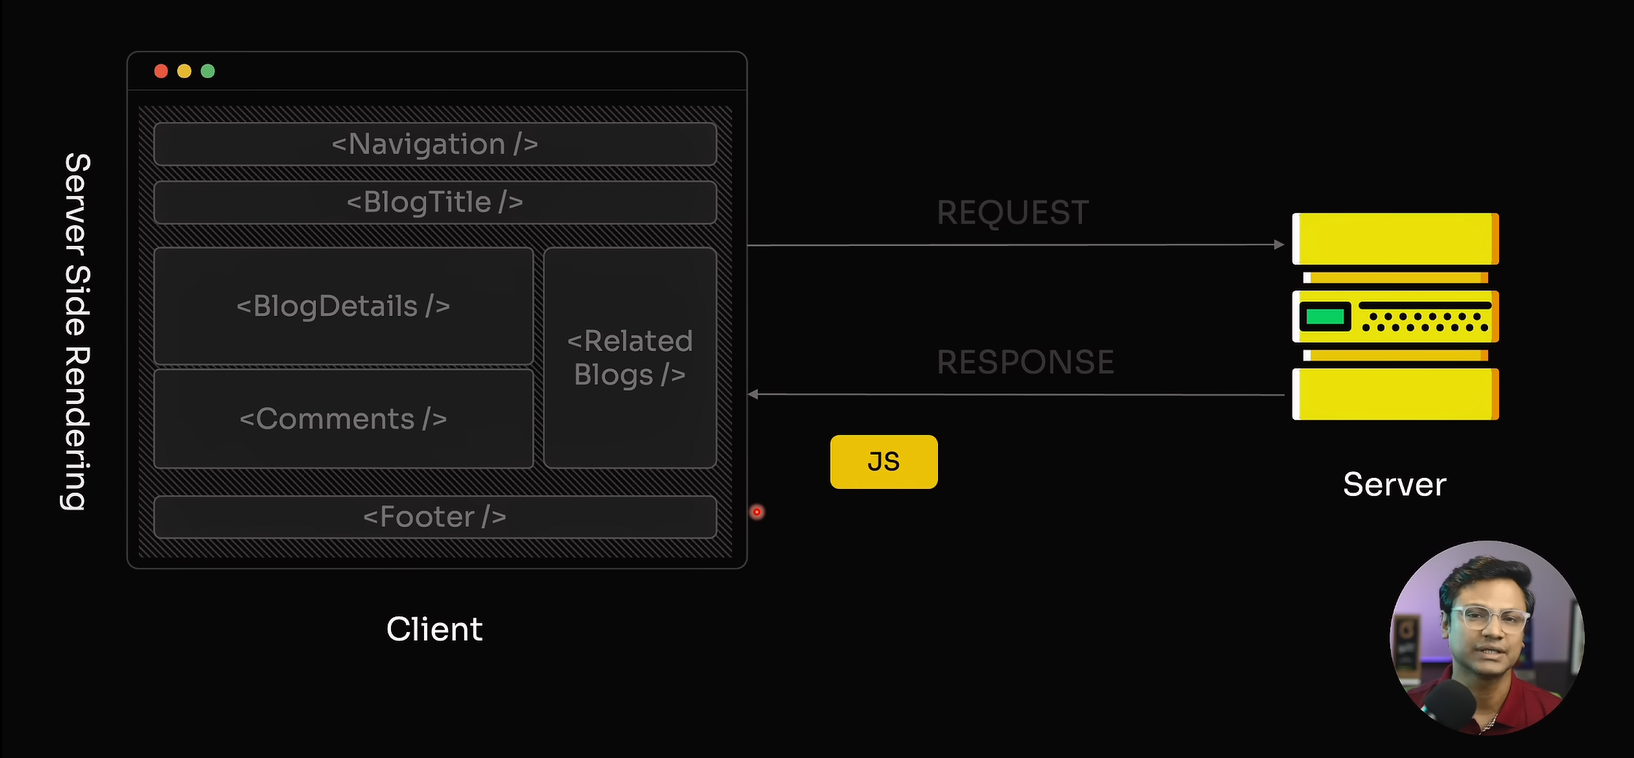 Server Side Rendering
<Navigation />
<BlogTitle />
<BlogDetails />
<Related
Blogs />
<Comments />
<Footer />
Client
REQUEST
RESPONSE
JS
Server